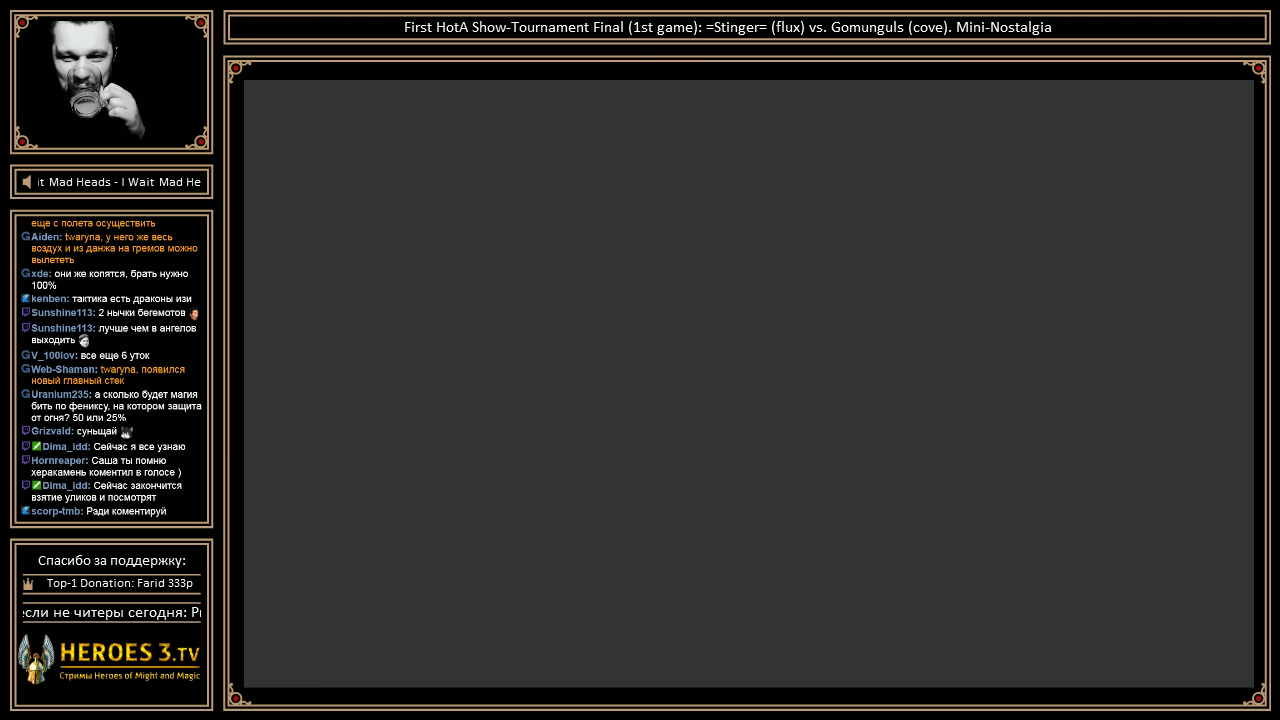 First HotA Show-Tournament Final (1st game): =Stinger= (flux) vs. Gomunguls (cove). Mini-Nostalgia
it Mad Heads - I Wait Mad He
еще с полета осуществить
Aiden: twaryna, у него же весь
воздух и из данжа на гремов можно
вылететь
xde: они же копятся, брать нужно
100%
kenben: тактика есть драконы изи
Sunshine113: 2 нычки бегемотов
Sunshine113: лучше чем в ангелов
выходить
V_100lov: все еще 6 уток
Web-Shaman: twaryna, появился
новый главный стек
Uranium235: а сколько будет магия
бить по фениксу, на котором защита
от огня? 50 или 25%
Grizvald: суньщай
Dima_idd: Сейчас я все узнаю
Hornreaper: Саша ты помню
херакамень коментил в голосе )
Dima_idd: Сейчас закончится
взятие уликов и посмотрят
scorp-tmb: Ради коментируй
Спасибо за поддержку:
Top-1 Donation: Farid 333р
если не читеры сегодня:
HEROES 3.TV
Стримы Heroes of Might and Magic